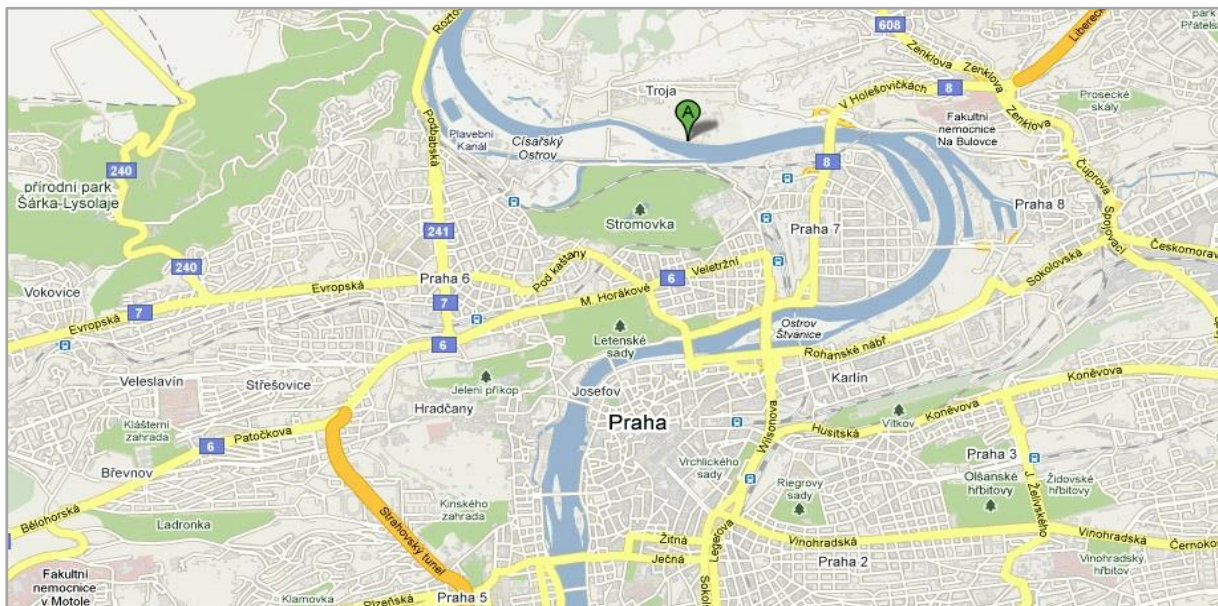 608
Zenklova
Zenklova
Zenklova
park
Troja
A
V Holešovičkách
8
Prosecké
skály
Podbabská
Plavební
Kanál
Císařský
Ostrov
Fakultní
nemocnice
Na Bulovce
240
přírodní park
Šárka-Lysolaje
8
Čuprova
Spojovací
Praha 8
Stromovka
241
Praha 7
Českomorav
240
Praha 6
Pod kaštany
Veletržní
6
Sokolovská
Vokovice
Evropská
7
M. Horákové
7
Evropská
Ostrov
Štvanice
Letenské
sady
6
Rohanské nábř
Veleslavín
Střešovice
Jelení příkop
Josefov
Karlín
Koněvova
Hradčany
Praha
Wilsonova
Koněvova
Klášterní
zahrada
6
Patočkova
Husitská
Vítkov
Břevnov
Vrchlického
sady
Praha 3
Olšanské
hřbitovy
Židovské
hřbitovy
Riegrovy
sady
J. Želivského
Bělohorská
Ladronka
Strahovský tunel
Kinského
zahrada
Žitná
Ječná
Legerova
Vinohradská
Vinohradská
Černoko
Praha 2
Vinohradský
hřbitov
Fakultní
nemocnice
v Motole
Klamovka
Plzeňská
Praha 5
Sokol